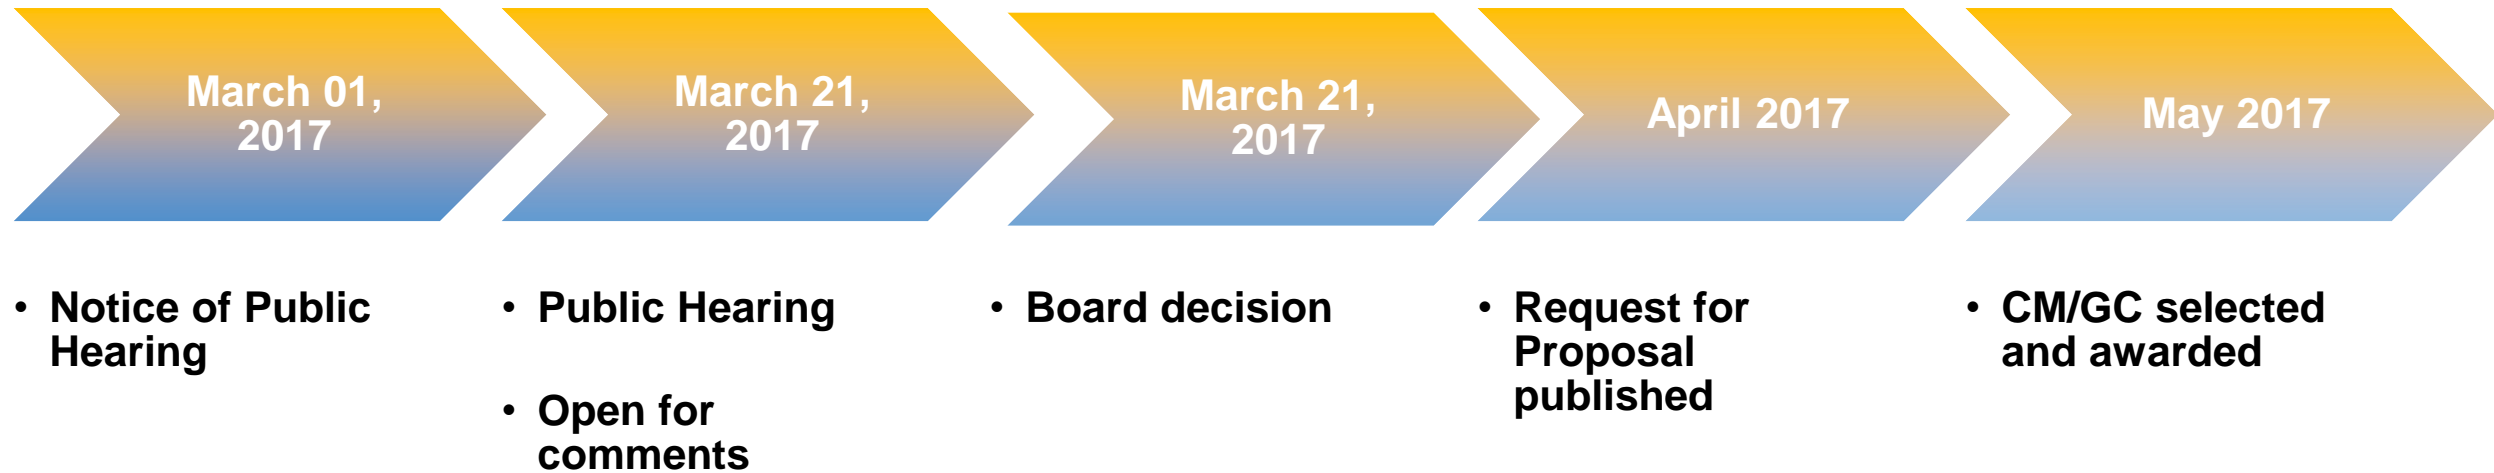 March 01,
2017
March 21,
2017
March 21,
2017
April 2017
May 2017
• Notice of Public
Hearing
• Public Hearing
• Open for
comments
• Board decision
• Request for
Proposal
published
• CM/GC selected
and awarded